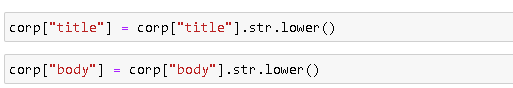 corp["title"] = corp["title"].str.lower()
corp["body"] = corp["body"].str.lower()